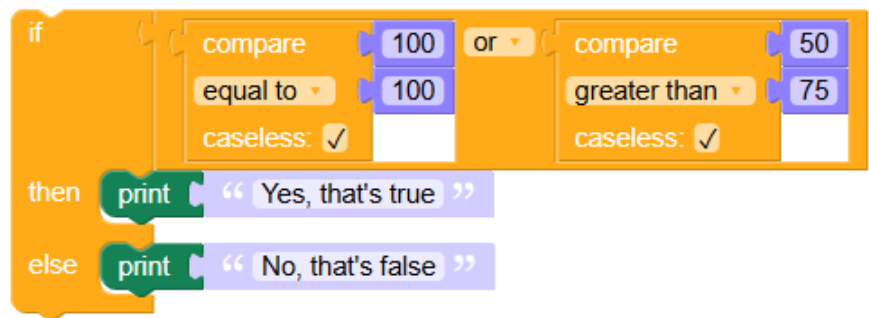 if compare 100 or compare 50
equal to 100 greater than 75
caseless: ✓ caseless: ✓
then print “ Yes, that's true ”
else print “ No, that's false ”